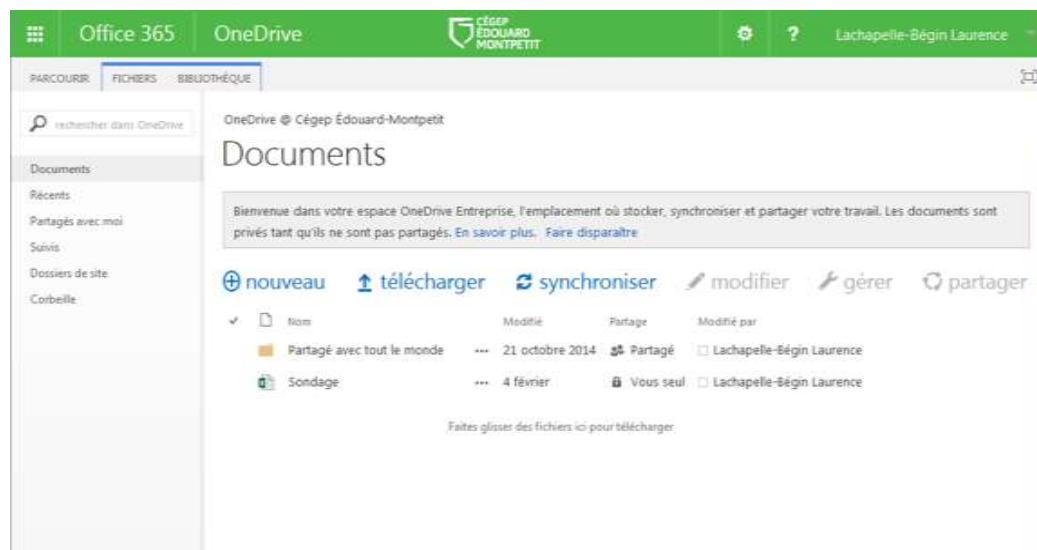 Office 365
OneDrive
CÉGEP
ÉDOUARD
MONTPETIT
?
Lachapelle-Bégin Laurence
PARCOURIR
FICHIERS
BIBLIOTHÈQUE
rechercher dans OneDrive
Documents
Récents
Partagés avec moi
Suivis
Dossiers de site
Corbeille
OneDrive @ Cégep Édouard-Montpetit
Documents
Bienvenue dans votre espace OneDrive Entreprise, l'emplacement où stocker, synchroniser et partager votre travail. Les documents sont
privés tant qu'ils ne sont pas partagés. En savoir plus. Faire disparaître
nouveau télécharger synchroniser modifier gérer partager
Nom Modifié Partage Modifié par
Partagé avec tout le monde ••• 21 octobre 2014 Partagé Lachapelle-Bégin Laurence
Sondage ••• 4 février Vous seul Lachapelle-Bégin Laurence
Faites glisser des fichiers ici pour télécharger